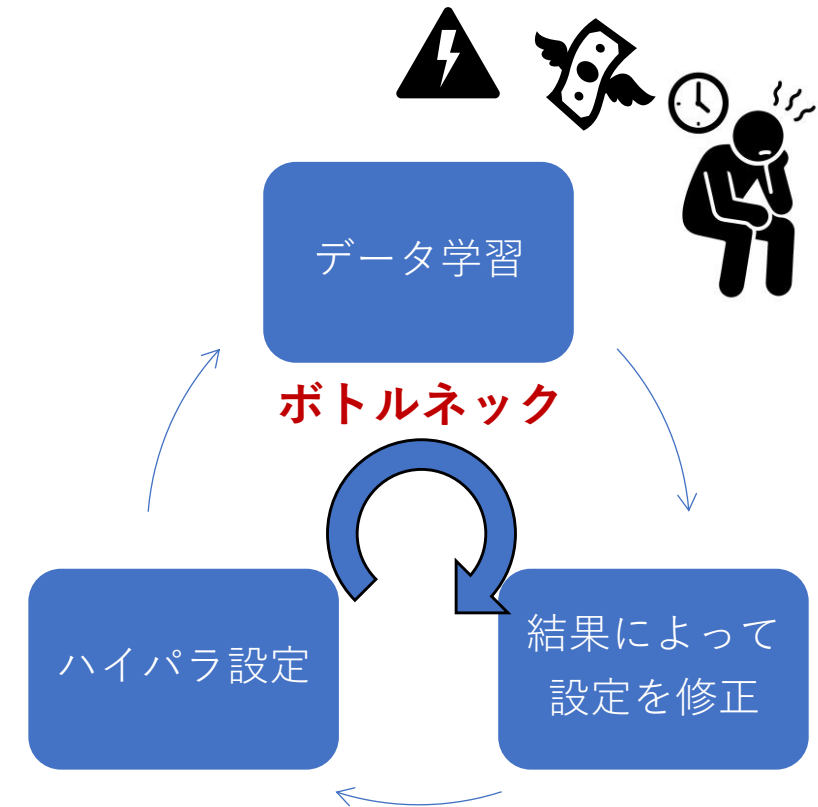 データ学習
ボトルネック
ハイパラ設定
結果によって
設定を修正